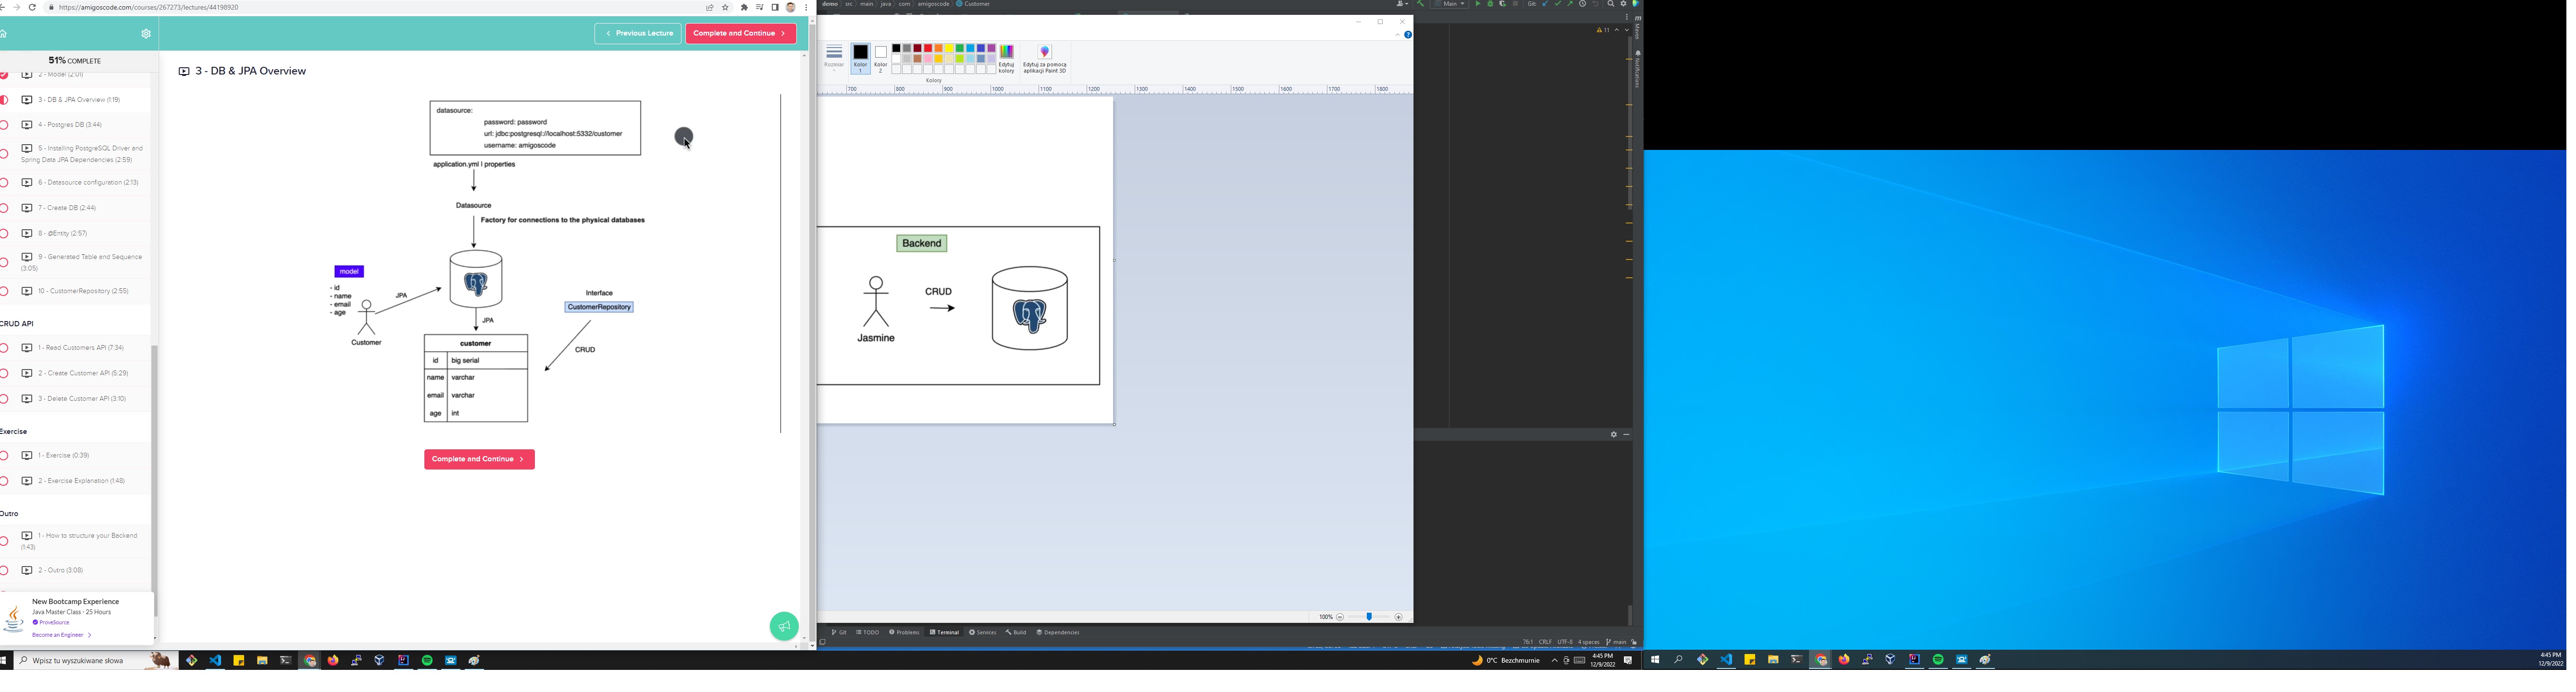 https://amigoscode.com/courses/267273/lectures/44198920
Previous Lecture
Complete and Continue
51% COMPLETE
2 - Model (2:01)
3 - DB & JPA Overview (1:19)
4 - Postgres DB (3:44)
5 - Installing PostgreSQL Driver and
Spring Data JPA Dependencies (2:59)
6 - Datasource configuration (2:13)
7 - Create DB (2:44)
8 - @Entity (2:57)
9 - Generated Table and Sequence
(3:05)
10 - CustomerRepository (2:55)
CRUD API
1 - Read Customers API (7:34)
2 - Create Customer API (5:29)
3 - Delete Customer API (3:10)
Exercise
1 - Exercise (0:39)
2 - Exercise Explanation (1:48)
Outro
1 - How to structure your Backend
(1:43)
2 - Outro (3:08)
New Bootcamp Experience
Java Master Class - 25 Hours
ProveSource
Become an Engineer
3 - DB & JPA Overview
datasource:
password: password
url: jdbc:postgresql://localhost:5332/customer
username: amigoscode
application.yml | properties
Datasource
Factory for connections to the physical databases
model
- id
- name
- email
- age
JPA
Customer
Interface
CustomerRepository
JPA
CRUD
customer
id big serial
name varchar
email varchar
age int
Complete and Continue
demo src main java com amigoscode Customer
Main
Git:
11
Maven
Notifications
Rozmiar
Kolor
1
Kolor
2
Edytuj
kolory
Edytuj za pomocą
aplikacji Paint 3D
Kolory
700 800 900 1000 1100 1200 1300 1400 1500 1600 1700 1800
Backend
CRUD
Jasmine
100%
Git TODO Problems Terminal Services Build Dependencies
76:1 CRLF UTF-8 4 spaces main
Wpisz tu wyszukiwane słowa
0°C Bezchmurnie
4:45 PM
12/9/2022
4:45 PM
12/9/2022